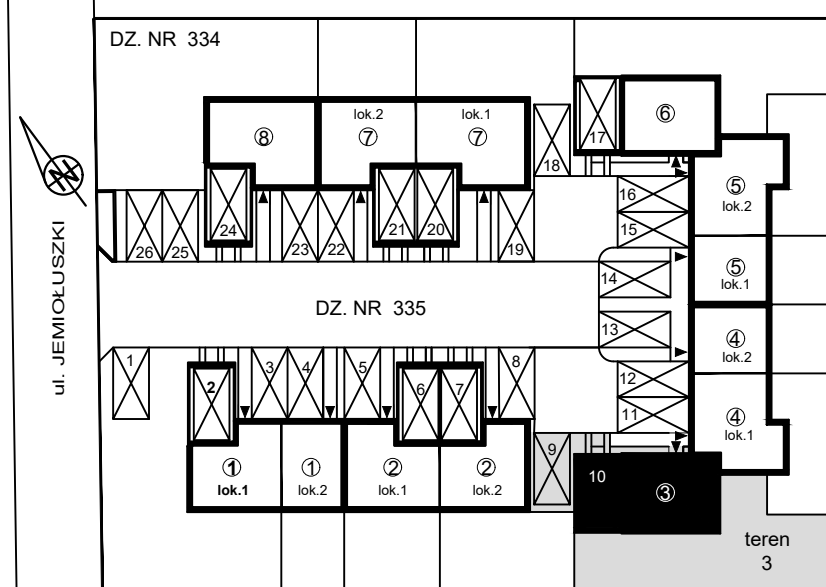 DZ. NR 334
lok.2
lok.1
⑧
⑦
⑦
17
⑥
18
⑤
lok.2
16
15
N
26
25
24
23
22
21
20
19
14
⑤
lok.1
ul. JEMIOŁUSZKI
DZ. NR 335
13
④
lok.2
1
2
3
4
5
6
7
8
12
11
④
lok.1
①
lok.1
①
lok.2
②
lok.1
②
lok.2
9
10
③
teren
3